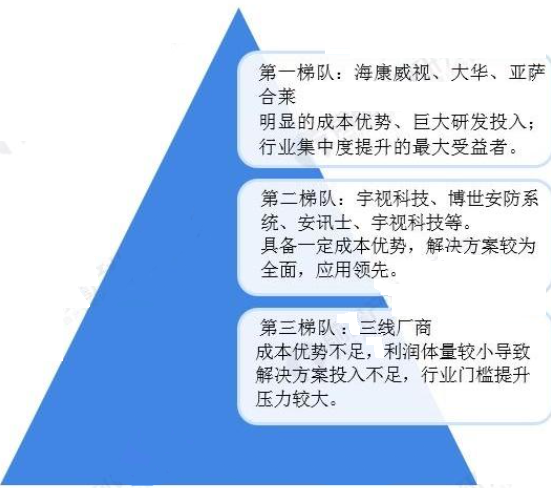 第一梯队：海康威视、大华、亚萨
合莱
明显的成本优势、巨大研发投入；
行业集中度提升的最大受益者。
第二梯队：宇视科技、博世安防系
统、安讯士、宇视科技等。
具备一定成本优势，解决方案较为
全面，应用领先。
第三梯队：三线厂商
成本优势不足，利润体量较小导致
解决方案投入不足，行业门槛提升
压力较大。